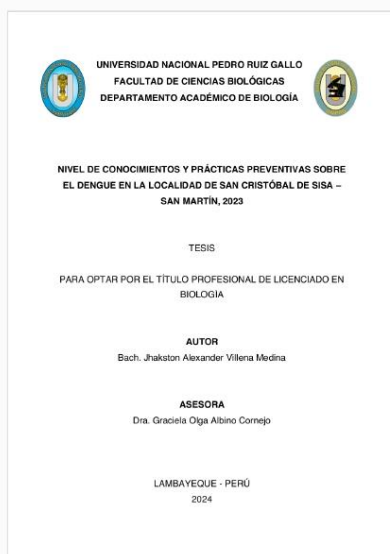 UNIVERSIDAD NACIONAL PEDRO RUIZ GALLO
FACULTAD DE CIENCIAS BIOLÓGICAS
DEPARTAMENTO ACADÉMICO DE BIOLOGÍA
NIVEL DE CONOCIMIENTOS Y PRÁCTICAS PREVENTIVAS SOBRE
EL DENGUE EN LA LOCALIDAD DE SAN CRISTÓBAL DE SISA –
SAN MARTÍN, 2023
TESIS
PARA OPTAR POR EL TÍTULO PROFESIONAL DE LICENCIADO EN
BIOLOGÍA
AUTOR
Bach. Jhakston Alexander Villena Medina
ASESORA
Dra. Graciela Olga Albino Cornejo
LAMBAYEQUE - PERÚ
2024